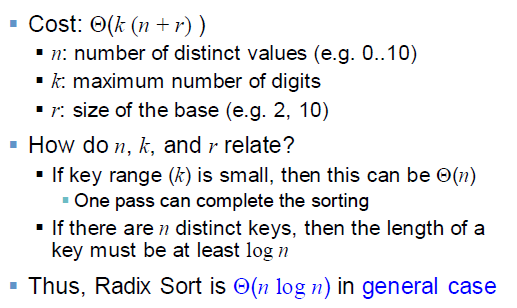 Cost: Θ(k (n + r) )
n: number of distinct values (e.g. 0..10)
k: maximum number of digits
r: size of the base (e.g. 2, 10)
How do n, k, and r relate?
If key range (k) is small, then this can be Θ(n)
One pass can complete the sorting
If there are n distinct keys, then the length of a
key must be at least log n
Thus, Radix Sort is Θ(n log n) in general case